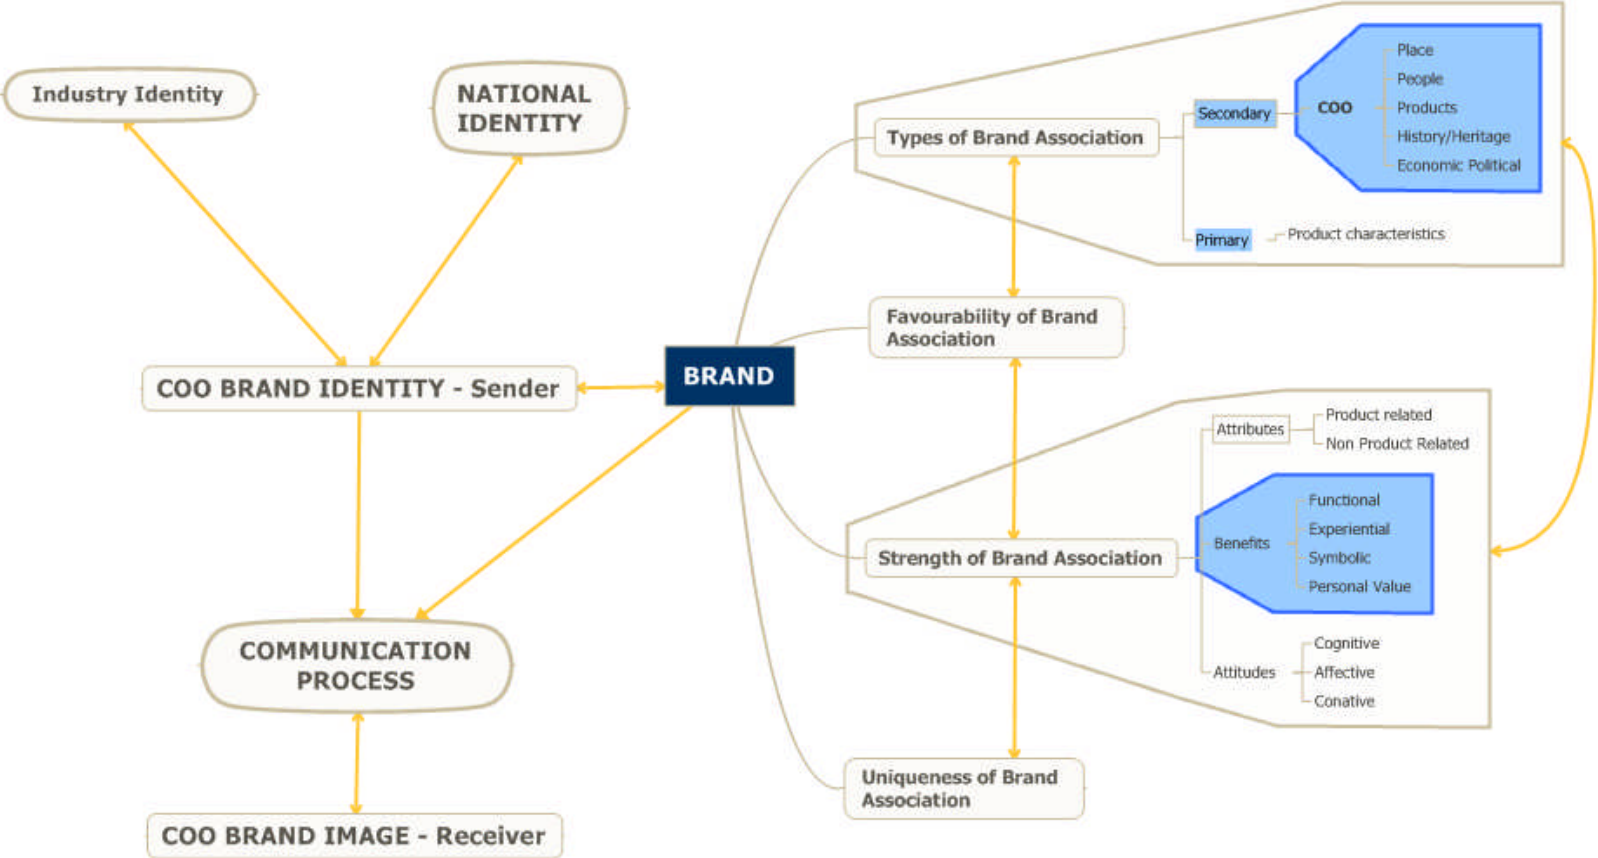 Industry Identity
NATIONAL
IDENTITY
COO BRAND IDENTITY - Sender
COMMUNICATION
PROCESS
COO BRAND IMAGE - Receiver
BRAND
Types of Brand Association
Secondary
COO
Place
People
Products
History/Heritage
Economic Political
Primary
Product characteristics
Favourability of Brand
Association
Strength of Brand Association
Attributes
Product related
Non Product Related
Benefits
Functional
Experiential
Symbolic
Personal Value
Attitudes
Cognitive
Affective
Conative
Uniqueness of Brand
Association